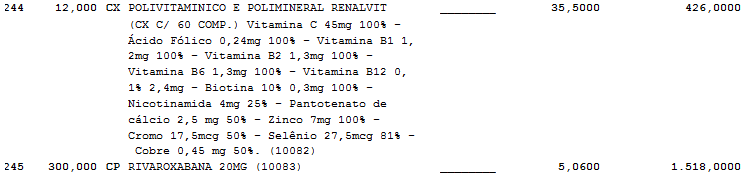 244 12,000 CX POLIVITAMINICO E POLIMINERAL RENALVIT ________ 35,5000 426,0000
(CX C/ 60 COMP.) Vitamina C 45mg 100% -
Ácido Fólico 0,24mg 100% - Vitamina B1 1,
2mg 100% - Vitamina B2 1,3mg 100% -
Vitamina B6 1,3mg 100% - Vitamina B12 0,
1% 2,4mg - Biotina 10% 0,3mg 100% -
Nicotinamida 4mg 25% - Pantotenato de
cálcio 2,5 mg 50% - Zinco 7mg 100% -
Cromo 17,5mcg 50% - Selênio 27,5mcg 81% -
Cobre 0,45 mg 50%. (10082)
245 300,000 CP RIVAROXABANA 20MG (10083) ________ 5,0600 1.518,0000